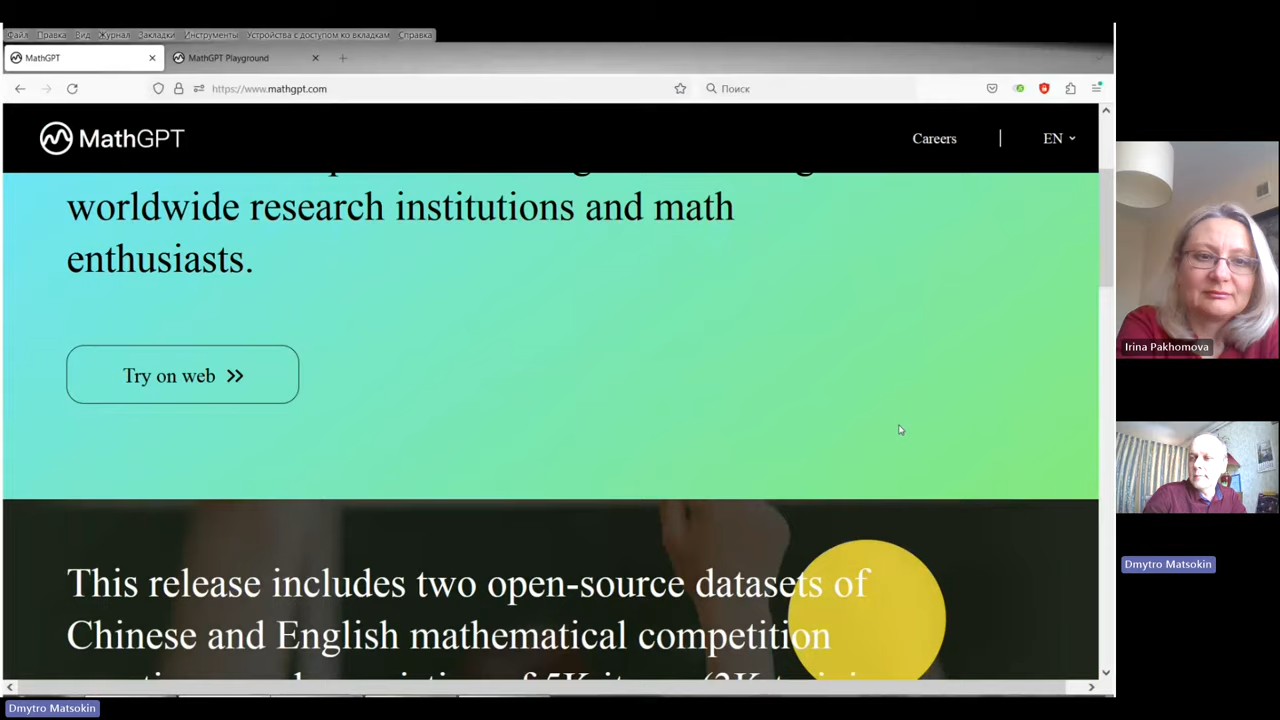 Файл Правка Вид Журнал Закладки Инструменты Устройства с доступом ко вкладкам Справка
MathGPT
MathGPT Playground
https://www.mathgpt.com
Поиск
MathGPT
Careers
EN
worldwide research institutions and math
enthusiasts.
Try on web
This release includes two open-source datasets of
Chinese and English mathematical competition
Irina Pakhomova
Dmytro Matsokin
Dmytro Matsokin